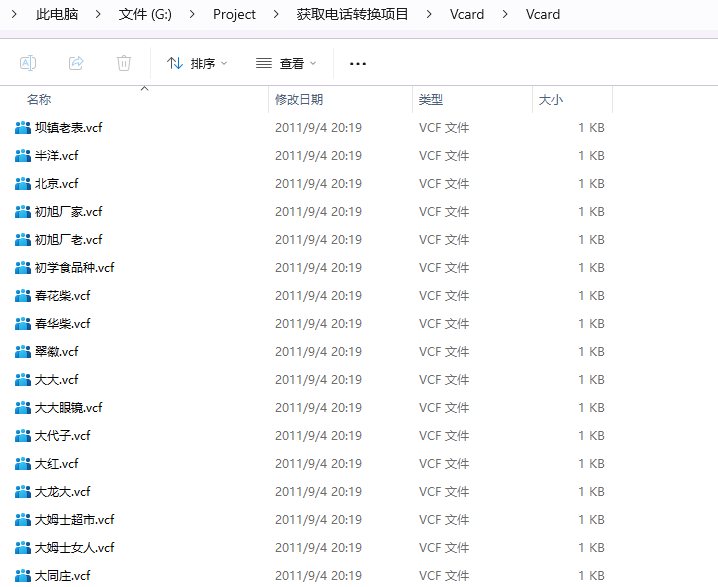 此电脑 文件 (G:) Project 获取电话转换项目 Vcard Vcard
排序 查看
名称 修改日期 类型 大小
坝镇老表.vcf 2011/9/4 20:19 VCF 文件 1 KB
半洋.vcf 2011/9/4 20:19 VCF 文件 1 KB
北京.vcf 2011/9/4 20:19 VCF 文件 1 KB
初旭厂家.vcf 2011/9/4 20:19 VCF 文件 1 KB
初旭厂老.vcf 2011/9/4 20:19 VCF 文件 1 KB
初学食品种.vcf 2011/9/4 20:19 VCF 文件 1 KB
春花柴.vcf 2011/9/4 20:19 VCF 文件 1 KB
春华柴.vcf 2011/9/4 20:19 VCF 文件 1 KB
翠徽.vcf 2011/9/4 20:19 VCF 文件 1 KB
大大.vcf 2011/9/4 20:19 VCF 文件 1 KB
大大眼镜.vcf 2011/9/4 20:19 VCF 文件 1 KB
大代子.vcf 2011/9/4 20:19 VCF 文件 1 KB
大红.vcf 2011/9/4 20:19 VCF 文件 1 KB
大龙大.vcf 2011/9/4 20:19 VCF 文件 1 KB
大姆士超市.vcf 2011/9/4 20:19 VCF 文件 1 KB
大姆士女人.vcf 2011/9/4 20:19 VCF 文件 1 KB
大同庄.vcf 2011/9/4 20:19 VCF 文件 1 KB